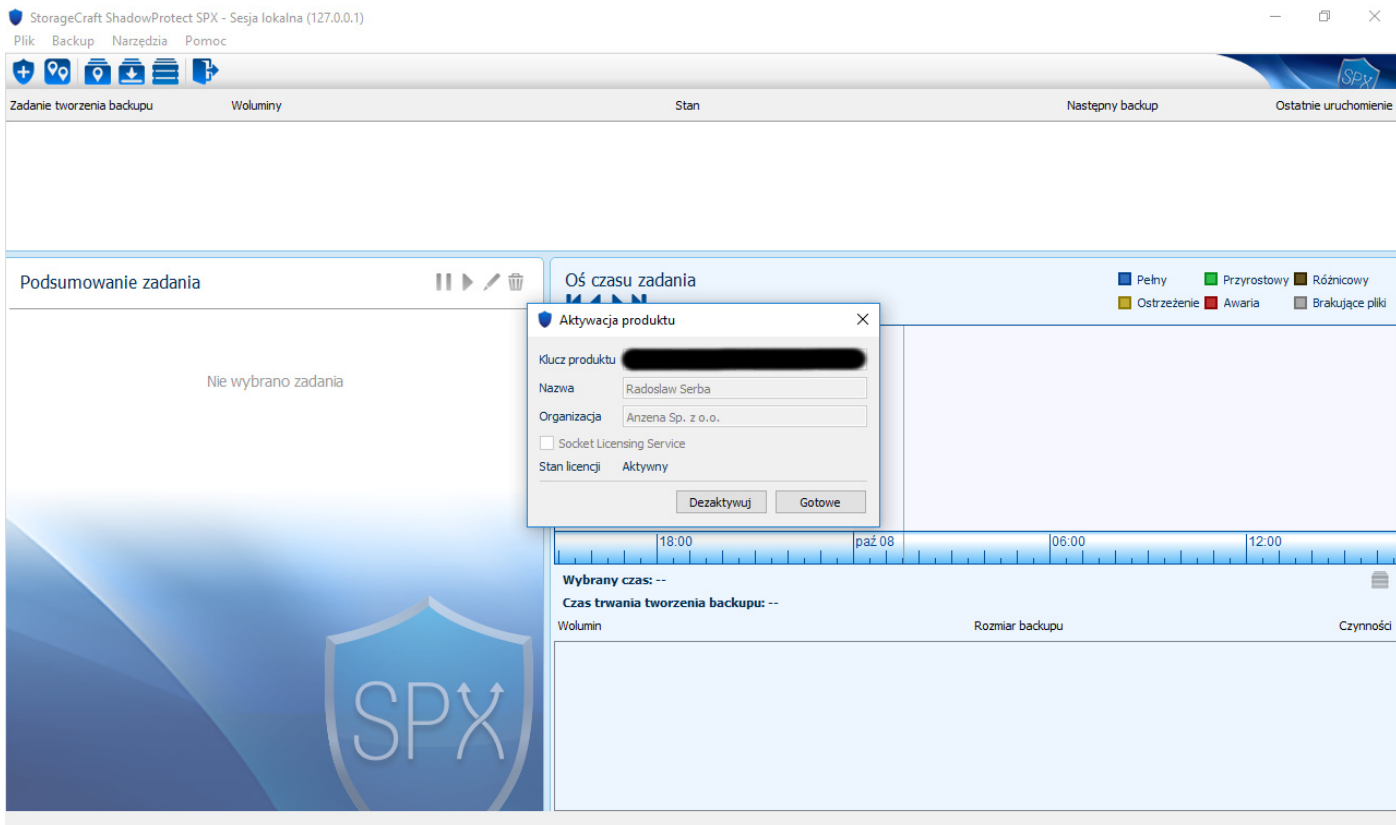 StorageCraft ShadowProtect SPX - Sesja lokalna (127.0.0.1)
Plik Backup Narzędzia Pomoc
SPX
Zadanie tworzenia backupu Woluminy Stan Następny backup Ostatnie uruchomienie
Podsumowanie zadania
Nie wybrano zadania
SPX
Oś czasu zadania
Pełny Przyrostowy Różnicowy
Ostrzeżenie Awaria Brakujące pliki
Aktywacja produktu
Klucz produktu
Nazwa Radoslaw Serba
Organizacja Anzena Sp. z o.o.
Socket Licensing Service
Stan licencji Aktywny
Dezaktywuj Gotowe
18:00 paź 08 06:00 12:00
Wybrany czas: --
Czas trwania tworzenia backupu: --
Wolumin Rozmiar backupu Czynności